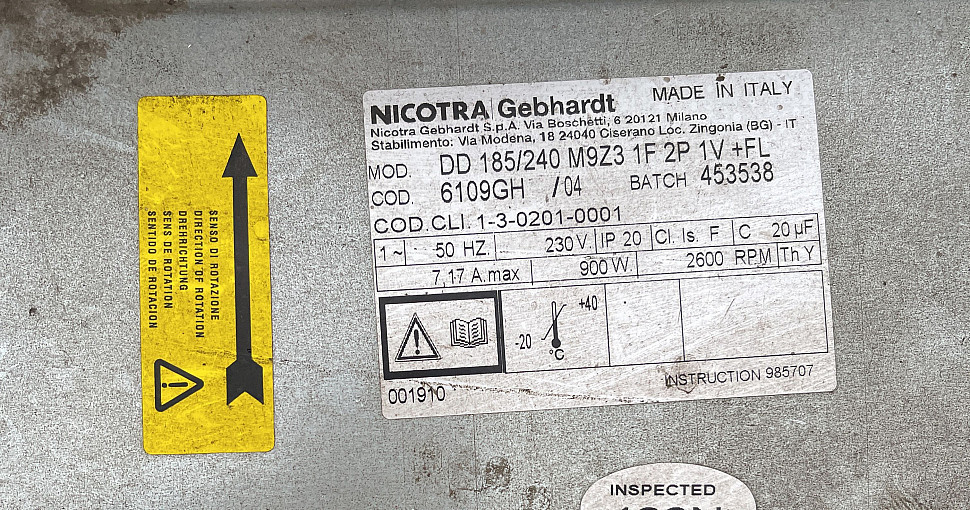 SENSO DI ROTAZIONE
DIRECTION OF ROTATION
DREHRICHTUNG
SENS DE ROTATION
SENTIDO DE ROTACION
NICOTRA Gebhardt MADE IN ITALY
Nicotra Gebhardt S.p.A. Via Boschetti, 6 20121 Milano
Stabilimento: Via Modena, 18 24040 Ciserano Loc. Zingonia (BG) - IT
MOD. DD 185/240 M9Z3 1F 2P 1V +FL
COD. 6109GH /04 BATCH 453538
COD.CLI. 1-3-0201-0001
1~ 50 HZ. 230 V. IP 20 Cl. Is. F C 20 µF
7,17 A.max 900 W. 2600 RPM Th Y
-20 +40
°C
001910 INSTRUCTION 985707
INSPECTED